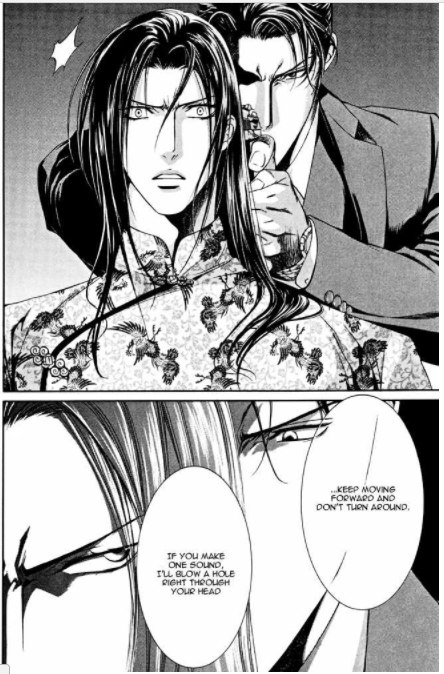 ...KEEP MOVING
FORWARD AND
DON'T TURN AROUND.
IF YOU MAKE
ONE SOUND,
I'LL BLOW A HOLE
RIGHT THROUGH
YOUR HEAD